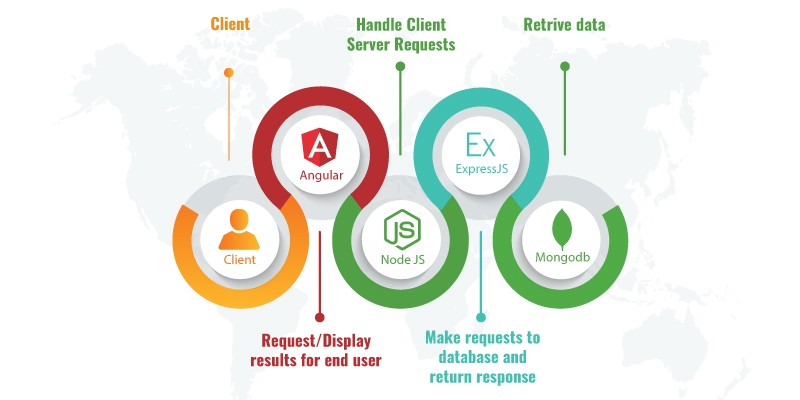 Client
Handle Client
Server Requests
Retrive data
A
Angular
Ex
ExpressJS
Client
JS
Node JS
Mongodb
Request/Display
results for end user
Make requests to
database and
return response